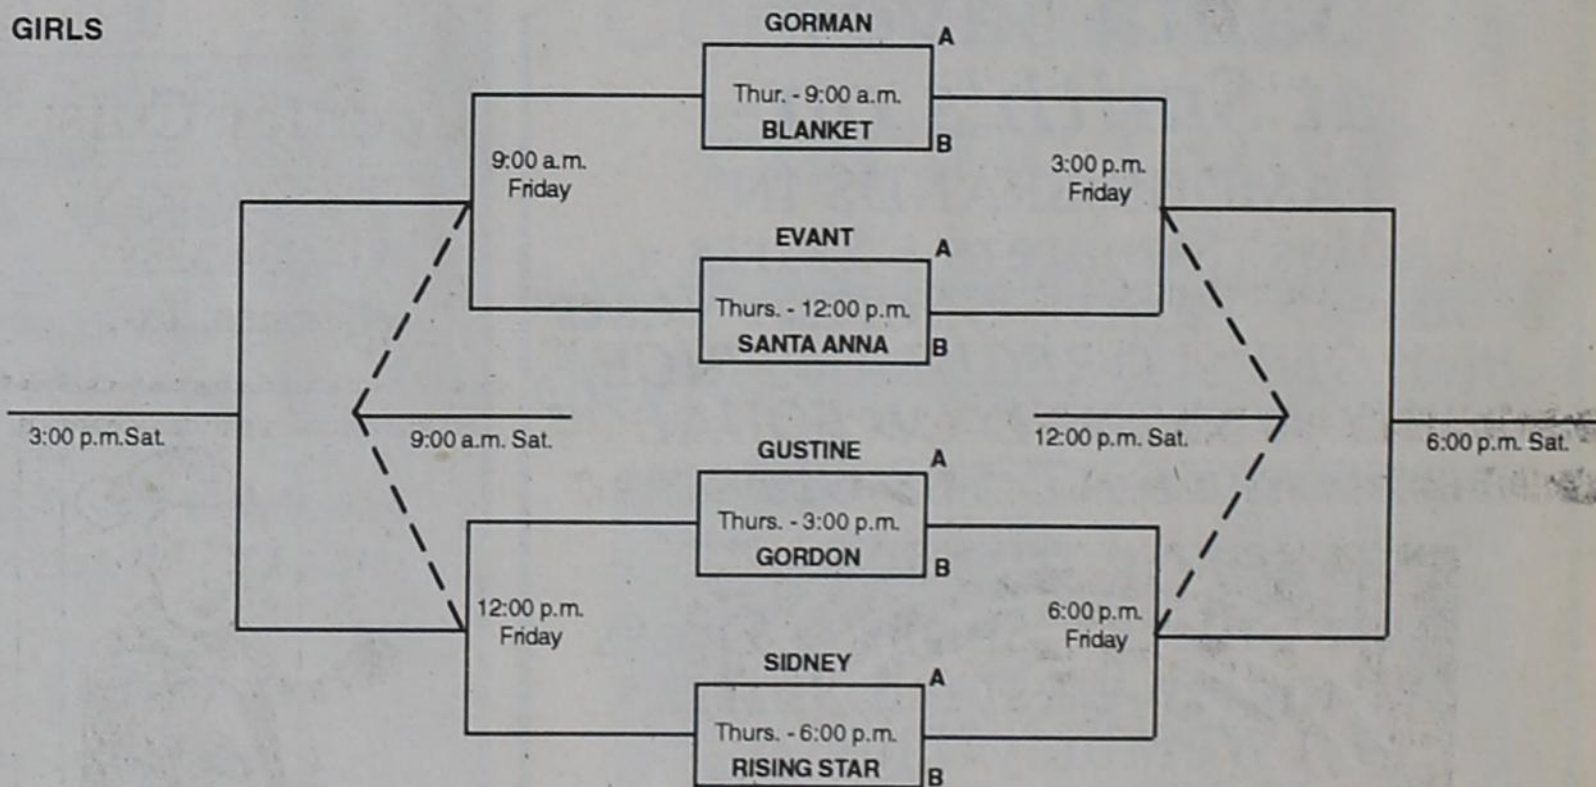 GIRLS
GORMAN
A
Thur. - 9:00 a.m.
BLANKET
B
9:00 a.m.
Friday
3:00 p.m.
Friday
EVANT
A
Thurs. - 12:00 p.m.
SANTA ANNA
B
3:00 p.m.Sat.
9:00 a.m. Sat.
12:00 p.m. Sat.
6:00 p.m. Sat.
GUSTINE
A
Thurs. - 3:00 p.m.
GORDON
B
12:00 p.m.
Friday
6:00 p.m.
Friday
SIDNEY
A
Thurs. - 6:00 p.m.
RISING STAR
B